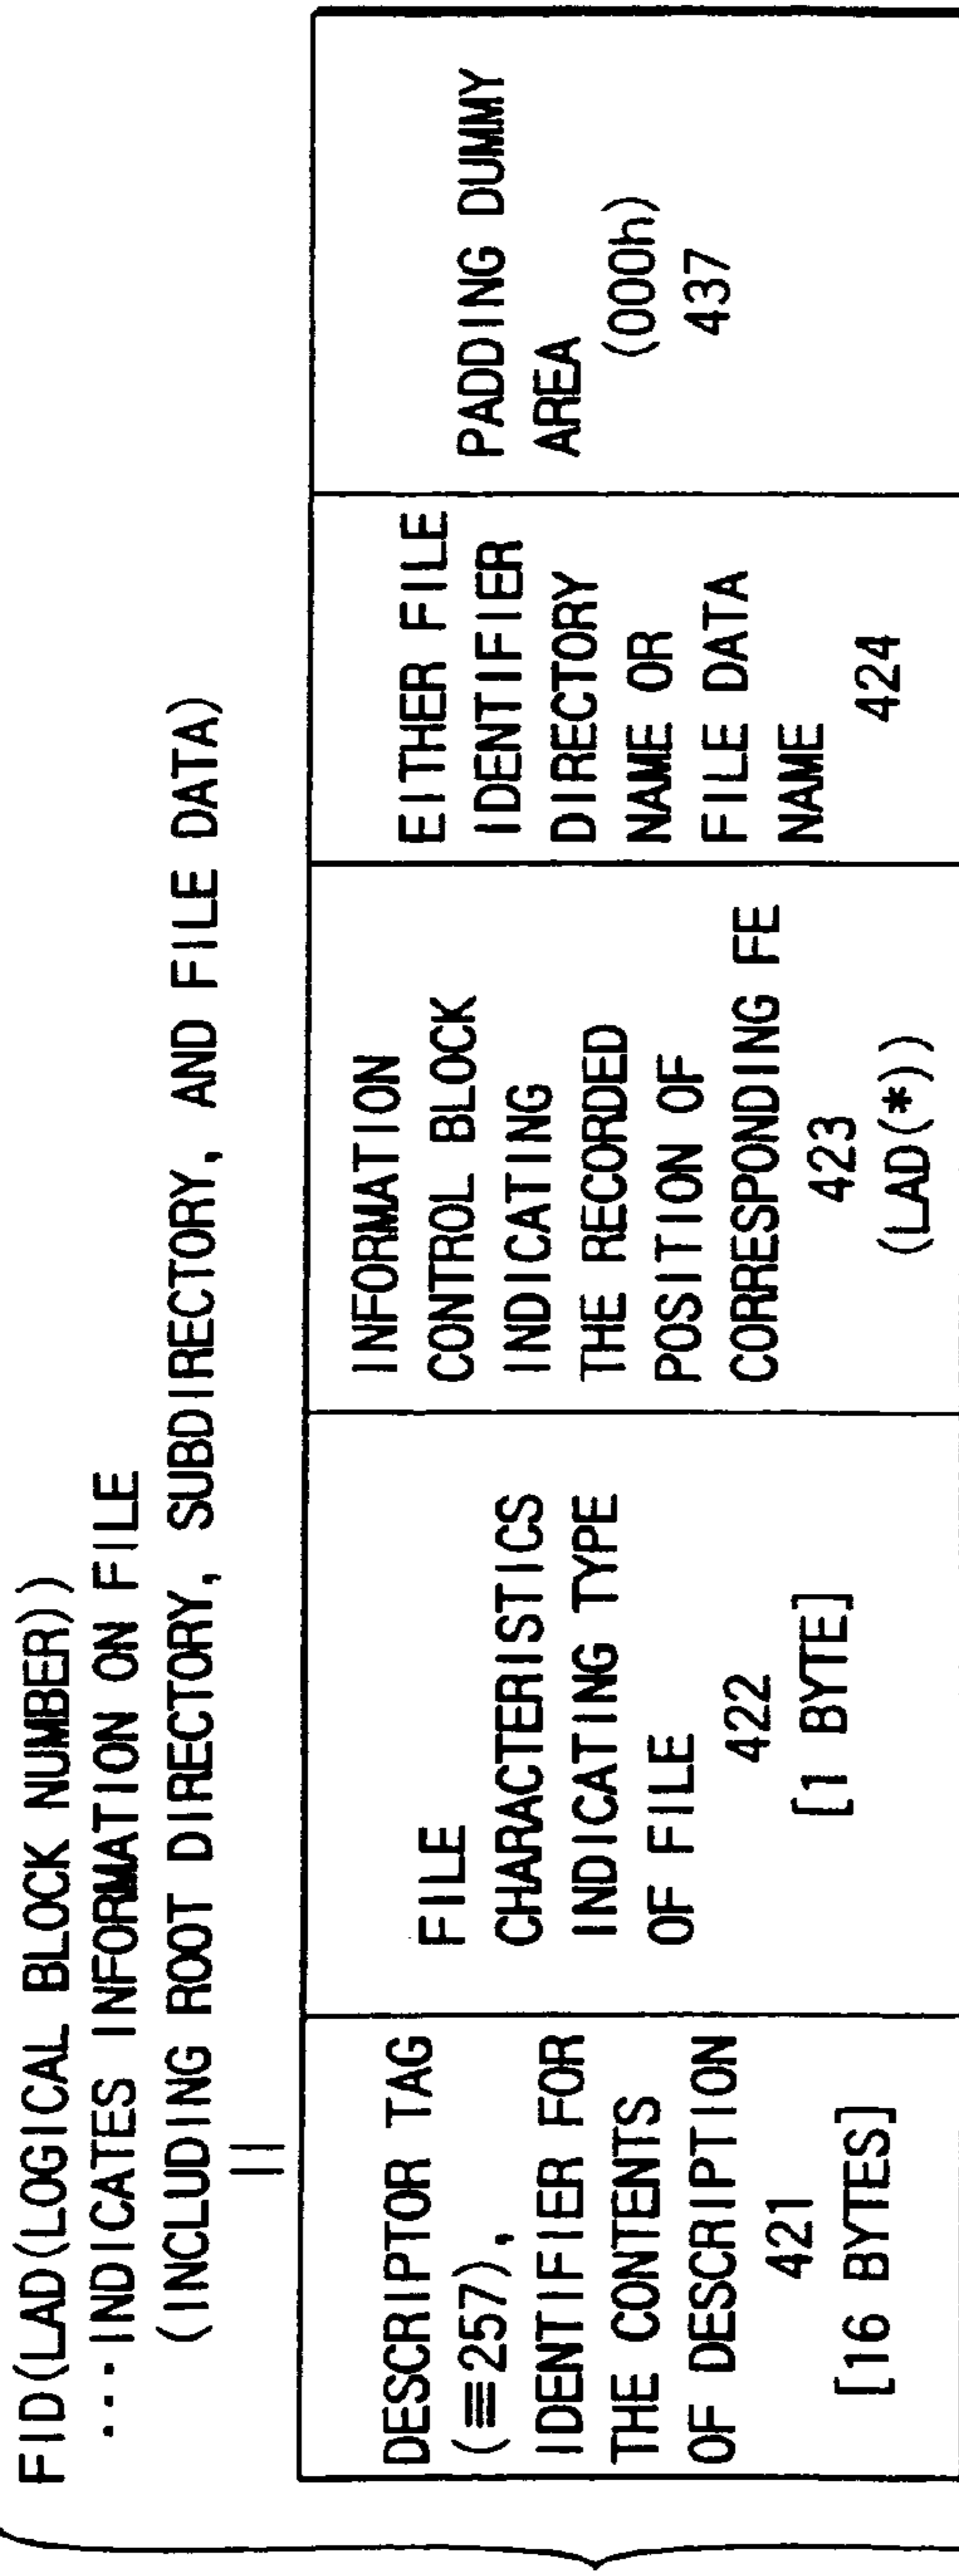 FID(LAD(LOGICAL BLOCK NUMBER))
...INDICATES INFORMATION ON FILE
(INCLUDING ROOT DIRECTORY, SUBDIRECTORY, AND FILE DATA)
||
DESCRIPTOR TAG
(≡257),
IDENTIFIER FOR
THE CONTENTS
OF DESCRIPTION
421
[16 BYTES]
FILE
CHARACTERISTICS
INDICATING TYPE
OF FILE
422
[1 BYTE]
INFORMATION
CONTROL BLOCK
INDICATING
THE RECORDED
POSITION OF
CORRESPONDING FE
423
(LAD(*))
EITHER FILE
IDENTIFIER
DIRECTORY
NAME OR
FILE DATA
NAME
424
PADDING DUMMY
AREA
(000h)
437